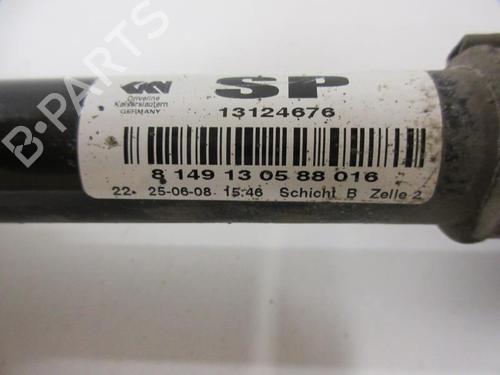 GKN
Driveline
Kaiserslautern
GERMANY
SP
13124676
8 149 13 05 88 016
22 25-06-08 15:46 Schicht B Zelle 2
B-PARTS